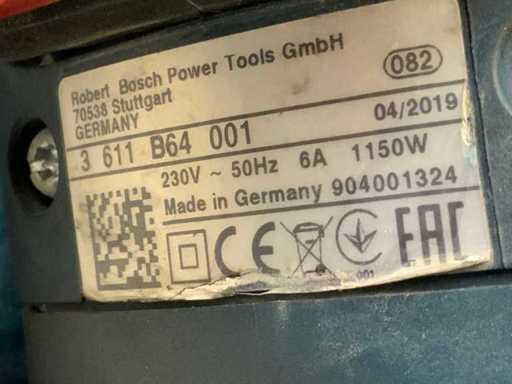 Robert Bosch Power Tools GmbH
70538 Stuttgart
GERMANY
082
04/2019
3 611 B64 001
230V ~ 50Hz 6A 1150W
Made in Germany 904001324
CE
001
EAC